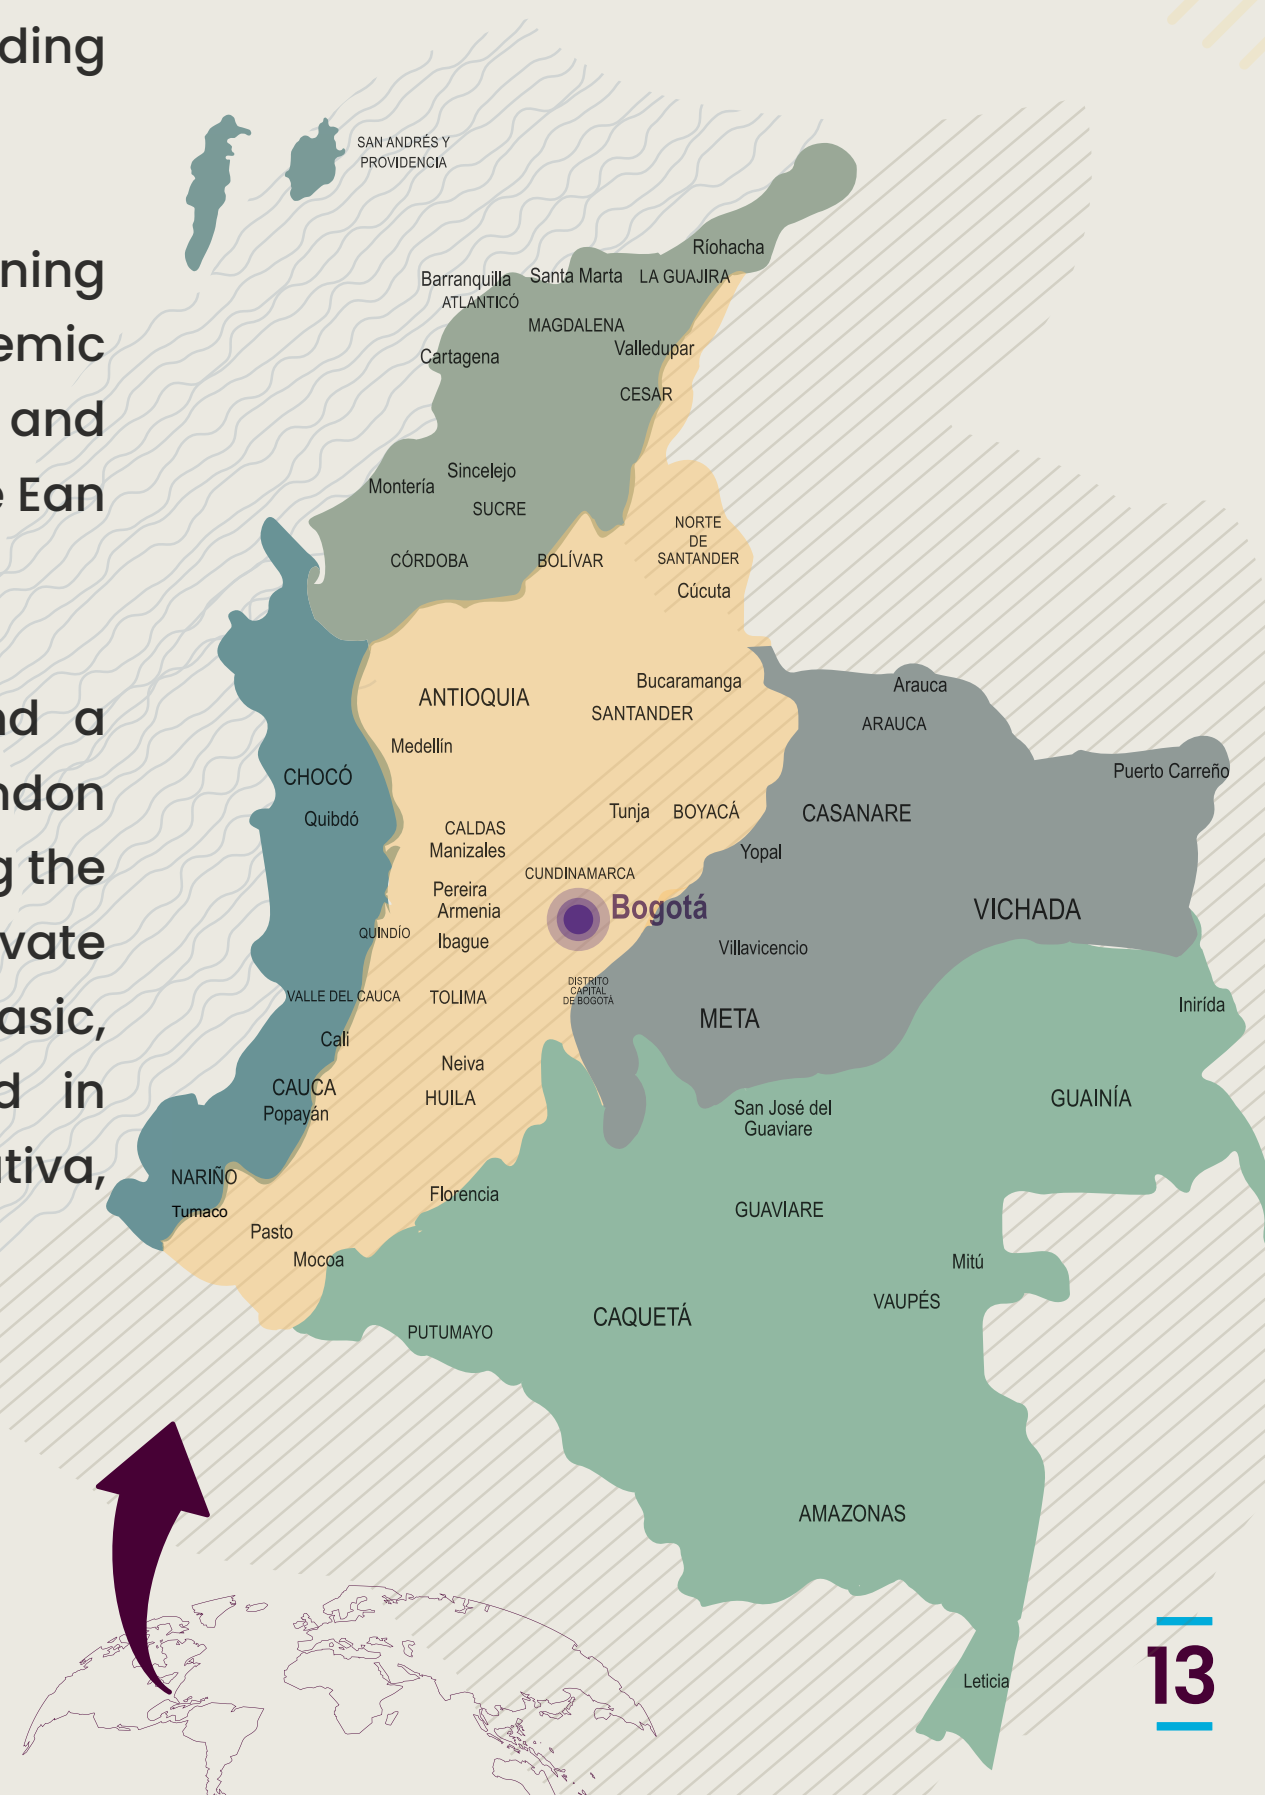 ding
ning
emic
and
e Ean
nd a
ndon
g the
vate
asic,
d in
ativa,
SAN ANDRÉS Y
PROVIDENCIA
Ríohacha
Barranquilla
Santa Marta
LA GUAJIRA
ATLANTICÓ
MAGDALENA
Valledupar
Cartagena
CESAR
Sincelejo
Montería
SUCRE
NORTE
DE
SANTANDER
CÓRDOBA
BOLÍVAR
Cúcuta
Bucaramanga
Arauca
ANTIOQUIA
SANTANDER
ARAUCA
Medellín
CHOCÓ
Puerto Carreño
Quibdó
Tunja
BOYACÁ
CASANARE
CALDAS
Manizales
Yopal
CUNDINAMARCA
Pereira
Armenia
Bogotá
VICHADA
QUINDÍO
Ibague
Villavicencio
DISTRITO
CAPITAL
DE BOGOTÁ
VALLE DEL CAUCA
TOLIMA
META
Inirída
Cali
Neiva
CAUCA
HUILA
GUAINÍA
Popayán
San José del
Guaviare
NARIÑO
Florencia
GUAVIARE
Tumaco
Pasto
Mocoa
Mitú
VAUPÉS
CAQUETÁ
PUTUMAYO
AMAZONAS
Leticia
13